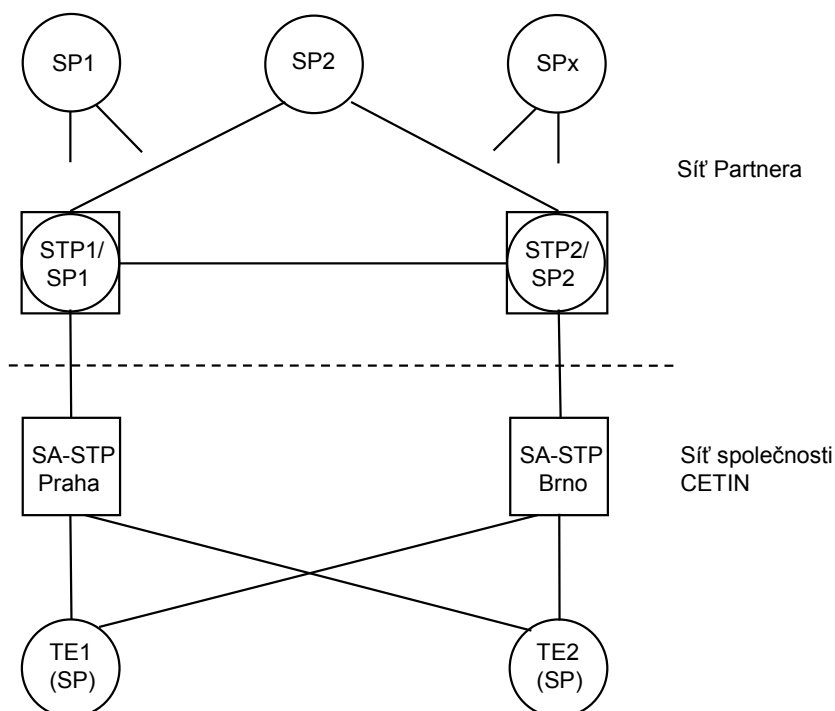 SP1
SP2
SPx
Síť Partnera
STP1/
SP1
STP2/
SP2
SA-STP
Praha
SA-STP
Brno
Síť společnosti
CETIN
TE1
(SP)
TE2
(SP)